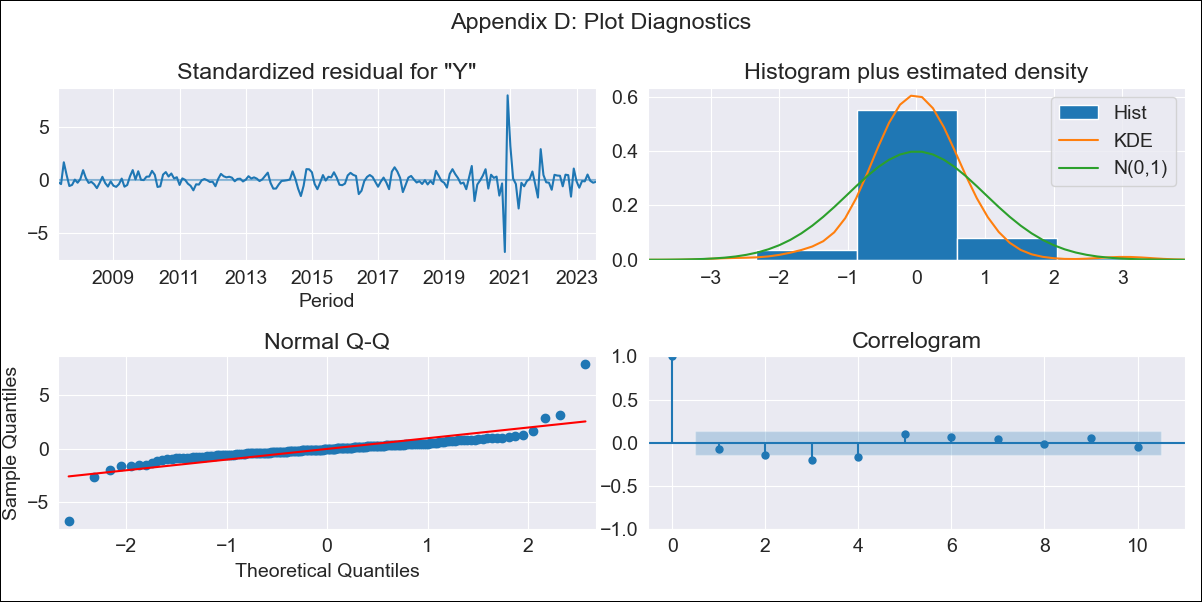 Appendix D: Plot Diagnostics
Standardized residual for "Y"
5
0
−5
2009 2011 2013 2015 2017 2019 2021 2023
Period
Histogram plus estimated density
0.6
0.4
0.2
0.0
Hist
KDE
N(0,1)
−3 −2 −1 0 1 2 3
Normal Q-Q
Sample Quantiles
5
0
−5
−2 −1 0 1 2
Theoretical Quantiles
Correlogram
1.0
0.5
0.0
−0.5
−1.0
0 2 4 6 8 10